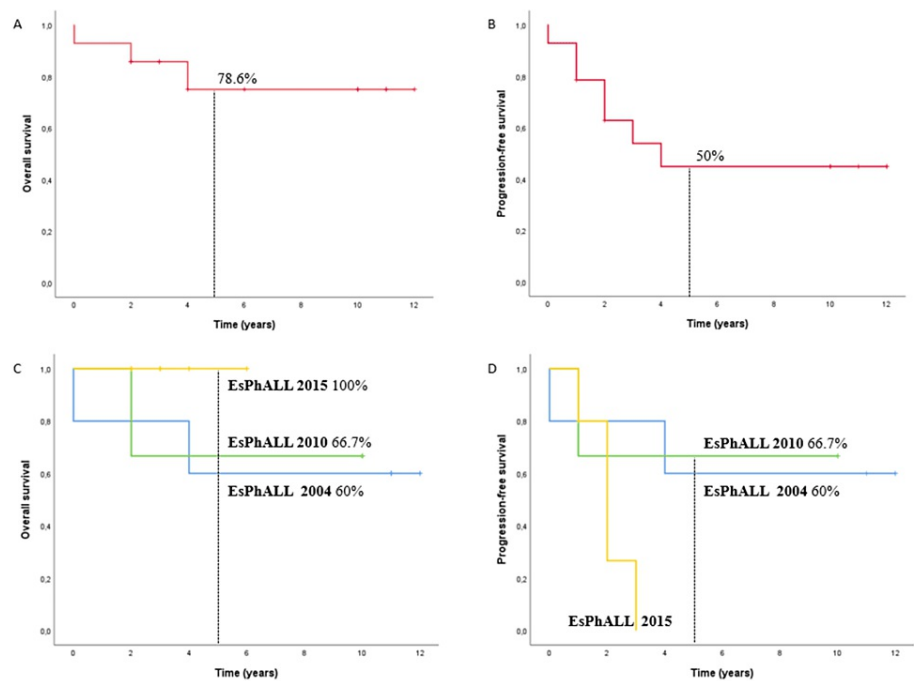 A
Overall survival
1,0
0,8
0,6
0,4
0,2
0,0
78.6%
0 2 4 6 8 10 12
Time (years)
B
Progression-free survival
1,0
0,8
0,6
0,4
0,2
0,0
50%
0 2 4 6 8 10 12
Time (years)
C
Overall survival
1,0
0,8
0,6
0,4
0,2
0,0
EsPhALL 2015 100%
EsPhALL 2010 66.7%
EsPhALL 2004 60%
0 2 4 6 8 10 12
Time (years)
D
Progression-free survival
1,0
0,8
0,6
0,4
0,2
0,0
EsPhALL 2010 66.7%
EsPhALL 2004 60%
EsPhALL 2015
0 2 4 6 8 10 12
Time (years)